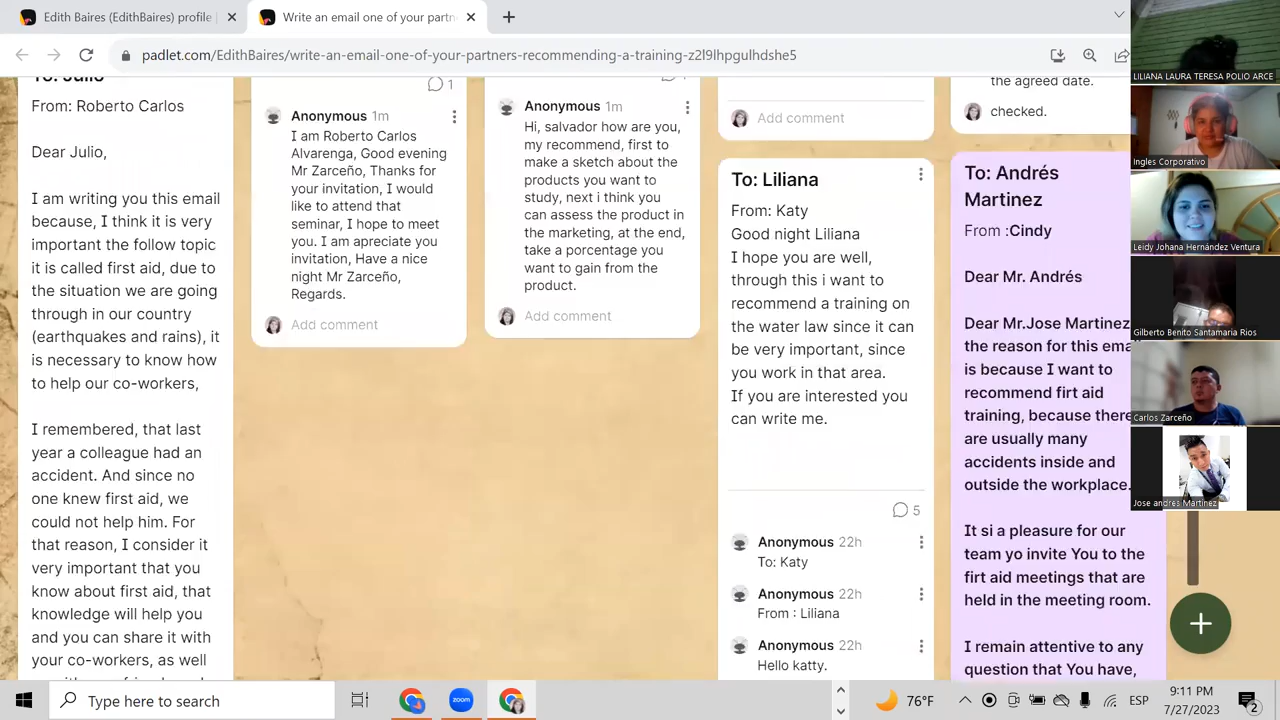 Edith Baires (EdithBaires) profile
Write an email one of your partn
padlet.com/EdithBaires/write-an-email-one-of-your-partners-recommending-a-training-z2l9lhpgulhdshe5
To: Julio
From: Roberto Carlos
Dear Julio,
I am writing you this email
because, I think it is very
important the follow topic
it is called first aid, due to
the situation we are going
through in our country
(earthquakes and rains), it
is necessary to know how
to help our co-workers,
I remembered, that last
year a colleague had an
accident. And since no
one knew first aid, we
could not help him. For
that reason, I consider it
very important that you
know about first aid, that
knowledge will help you
and you can share it with
your co-workers, as well
1
Anonymous 1m
I am Roberto Carlos
Alvarenga, Good evening
Mr Zarceño, Thanks for
your invitation, I would
like to attend that
seminar, I hope to meet
you. I am apreciate you
invitation, Have a nice
night Mr Zarceño,
Regards.
Add comment
Anonymous 1m
Hi, salvador how are you,
my recommend, first to
make a sketch about the
products you want to
study, next i think you
can assess the product in
the marketing, at the end,
take a porcentage you
want to gain from the
product.
Add comment
Add comment
To: Liliana
From: Katy
Good night Liliana
I hope you are well,
through this i want to
recommend a training on
the water law since it can
be very important, since
you work in that area.
If you are interested you
can write me.
5
Anonymous 22h
To: Katy
Anonymous 22h
From : Liliana
Anonymous 22h
Hello katty.
the agreed date.
checked.
To: Andrés
Martinez
From :Cindy
Dear Mr. Andrés
Dear Mr.Jose Martinez
the reason for this ema
is because I want to
recommend firt aid
training, because there
are usually many
accidents inside and
outside the workplace.
It si a pleasure for our
team yo invite You to the
firt aid meetings that are
held in the meeting room.
I remain attentive to any
question that You have,
LILIANA LAURA TERESA POLIO ARCE
Ingles Corporativo
Leidy Johana Hernández Ventura
Gilberto Benito Santamaria Rios
Carlos Zarceño
Jose andres Martinez
Type here to search
zoom
76°F
ESP
9:11 PM
7/27/2023
2